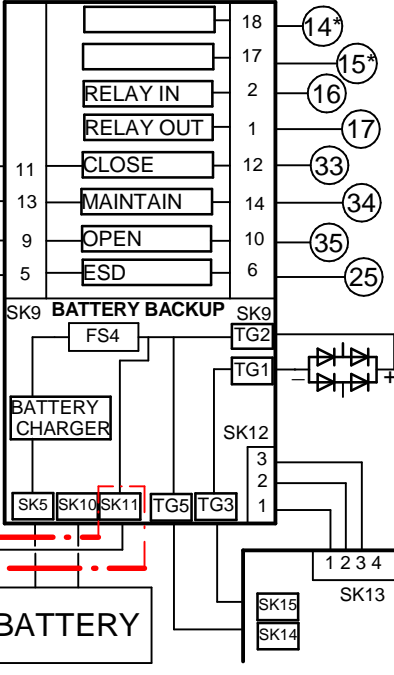 18 14*
17 15*
RELAY IN 2 16
RELAY OUT 1 17
11 CLOSE 12 33
13 MAINTAIN 14 34
9 OPEN 10 35
5 ESD 6 25
SK9 BATTERY BACKUP SK9
FS4 TG2
TG1
− +
BATTERY
CHARGER
SK12
3
2
1
SK5 SK10 SK11 TG5 TG3
1 2 3 4
SK13
SK15
SK14
BATTERY